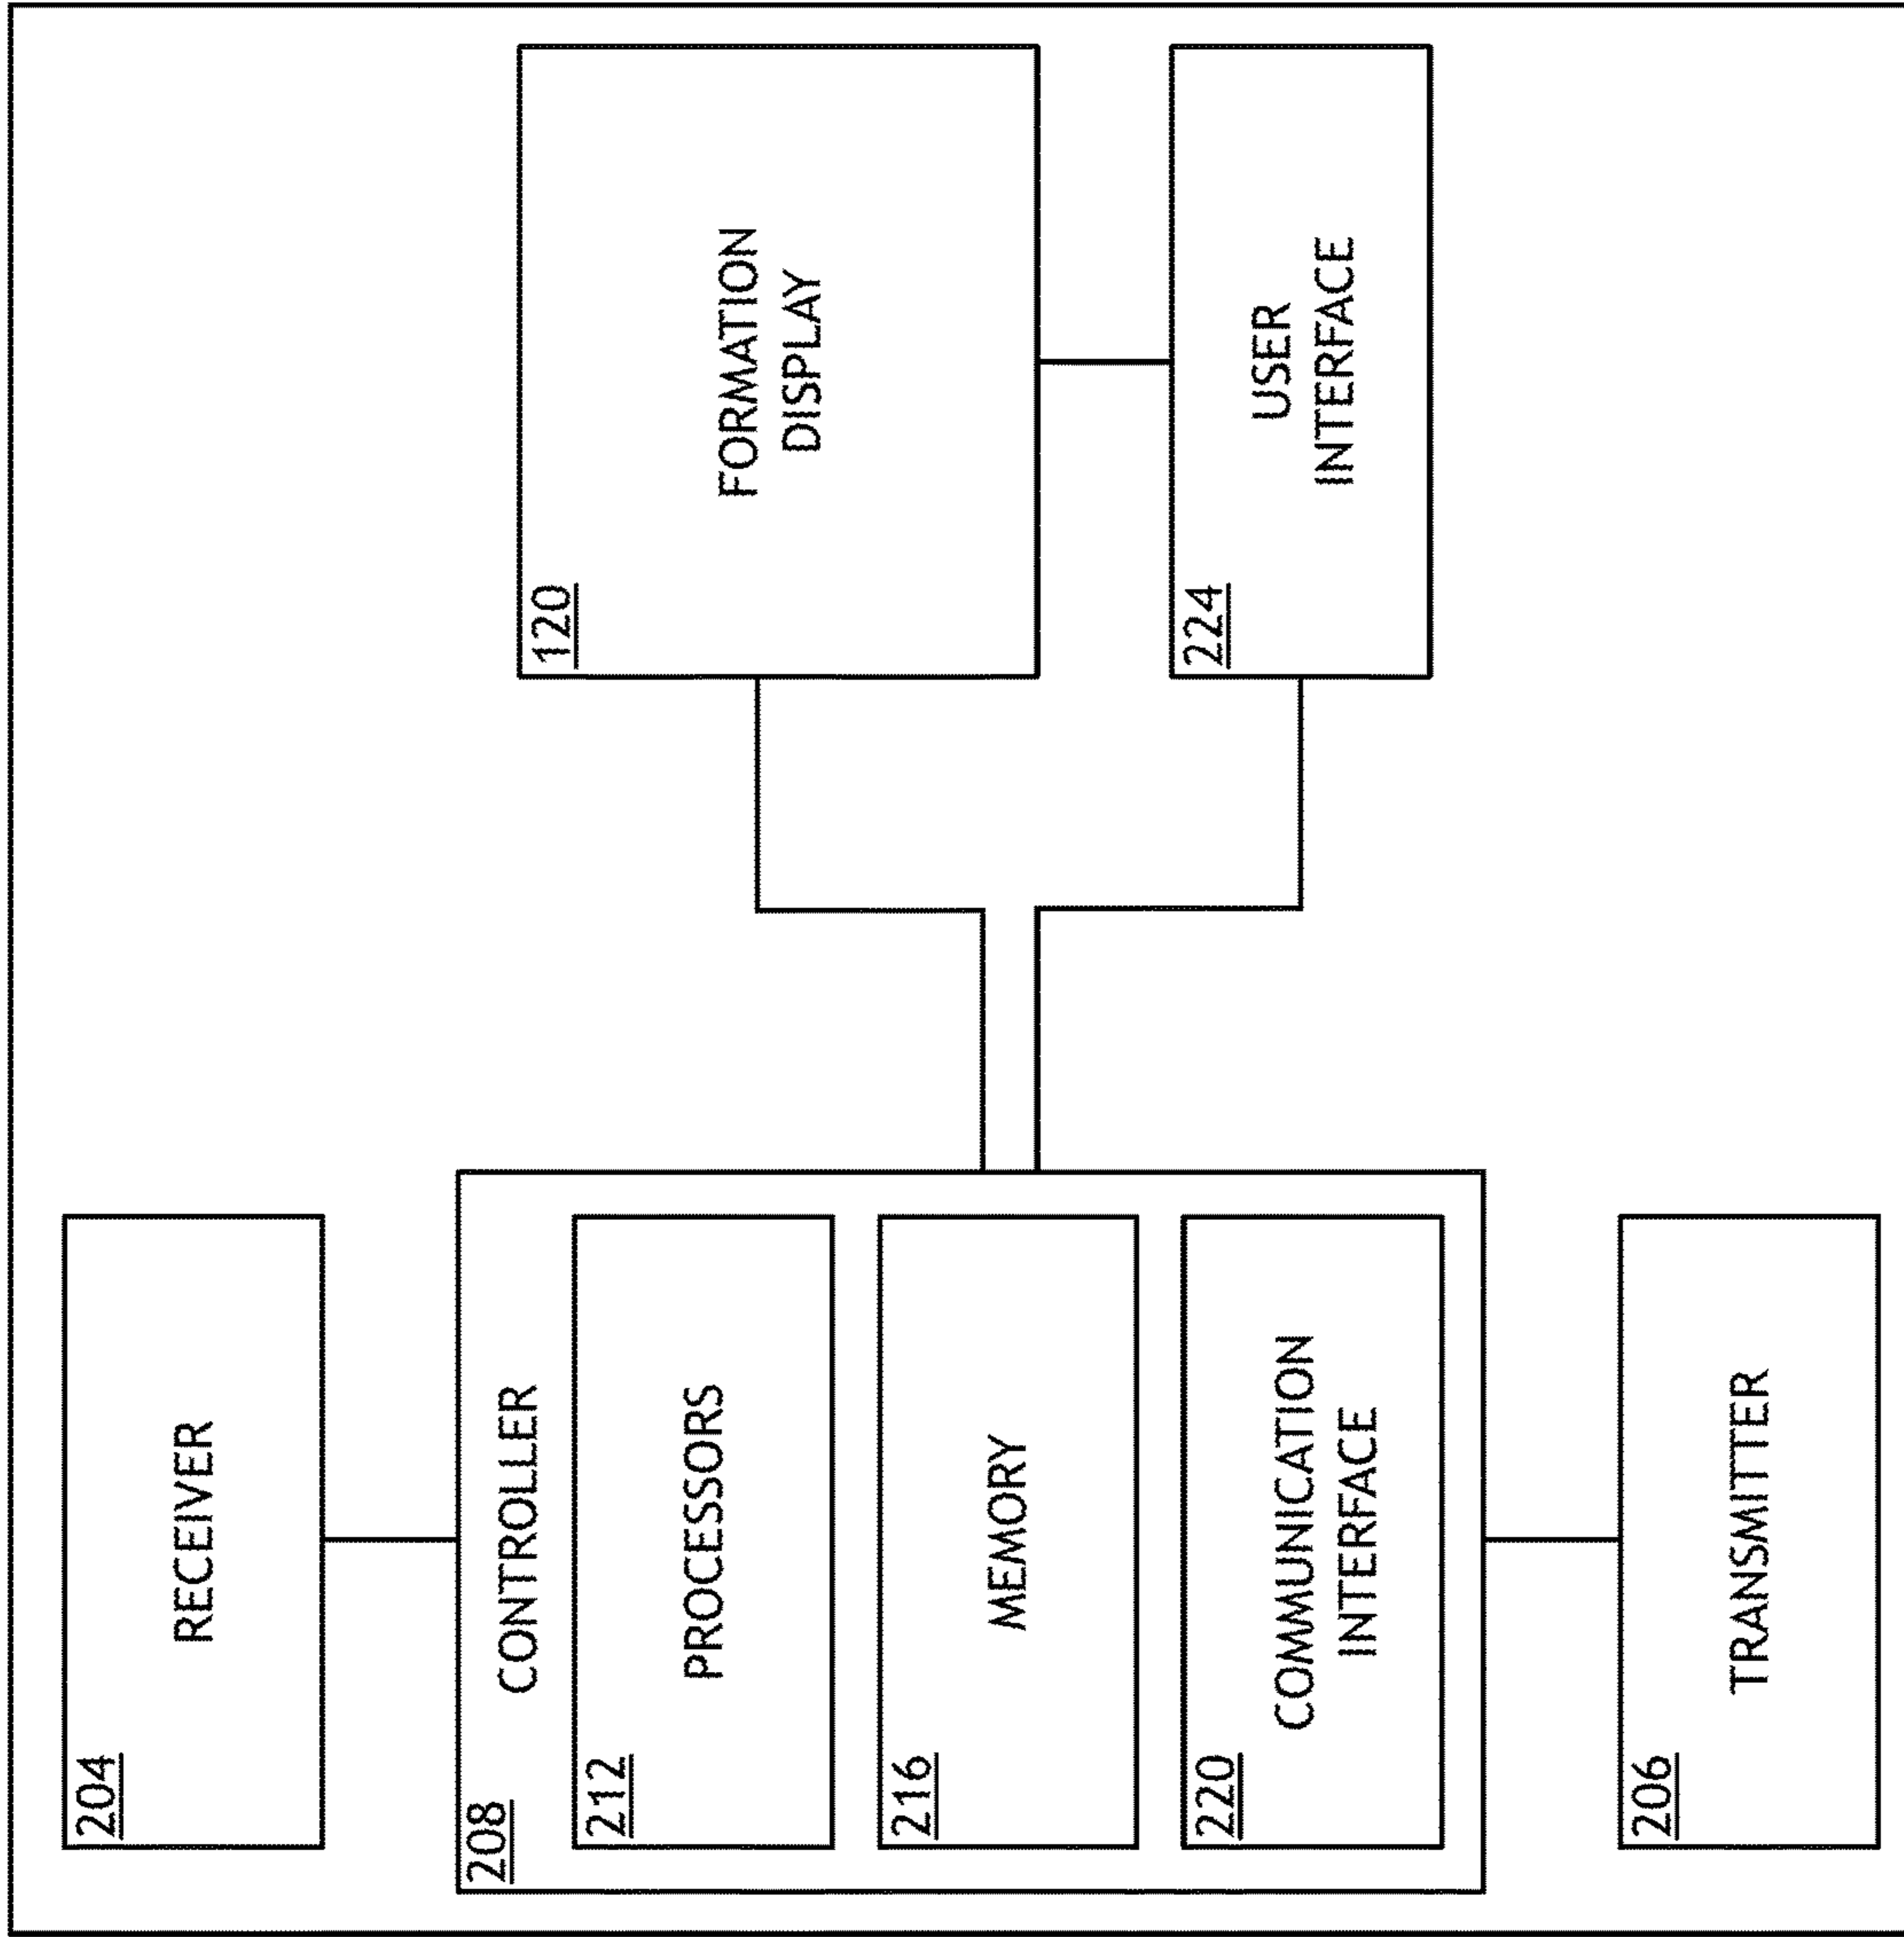 204
RECEIVER
208
CONTROLLER
212
PROCESSORS
216
MEMORY
220
COMMUNICATION
INTERFACE
206
TRANSMITTER
120
FORMATION
DISPLAY
224
USER
INTERFACE